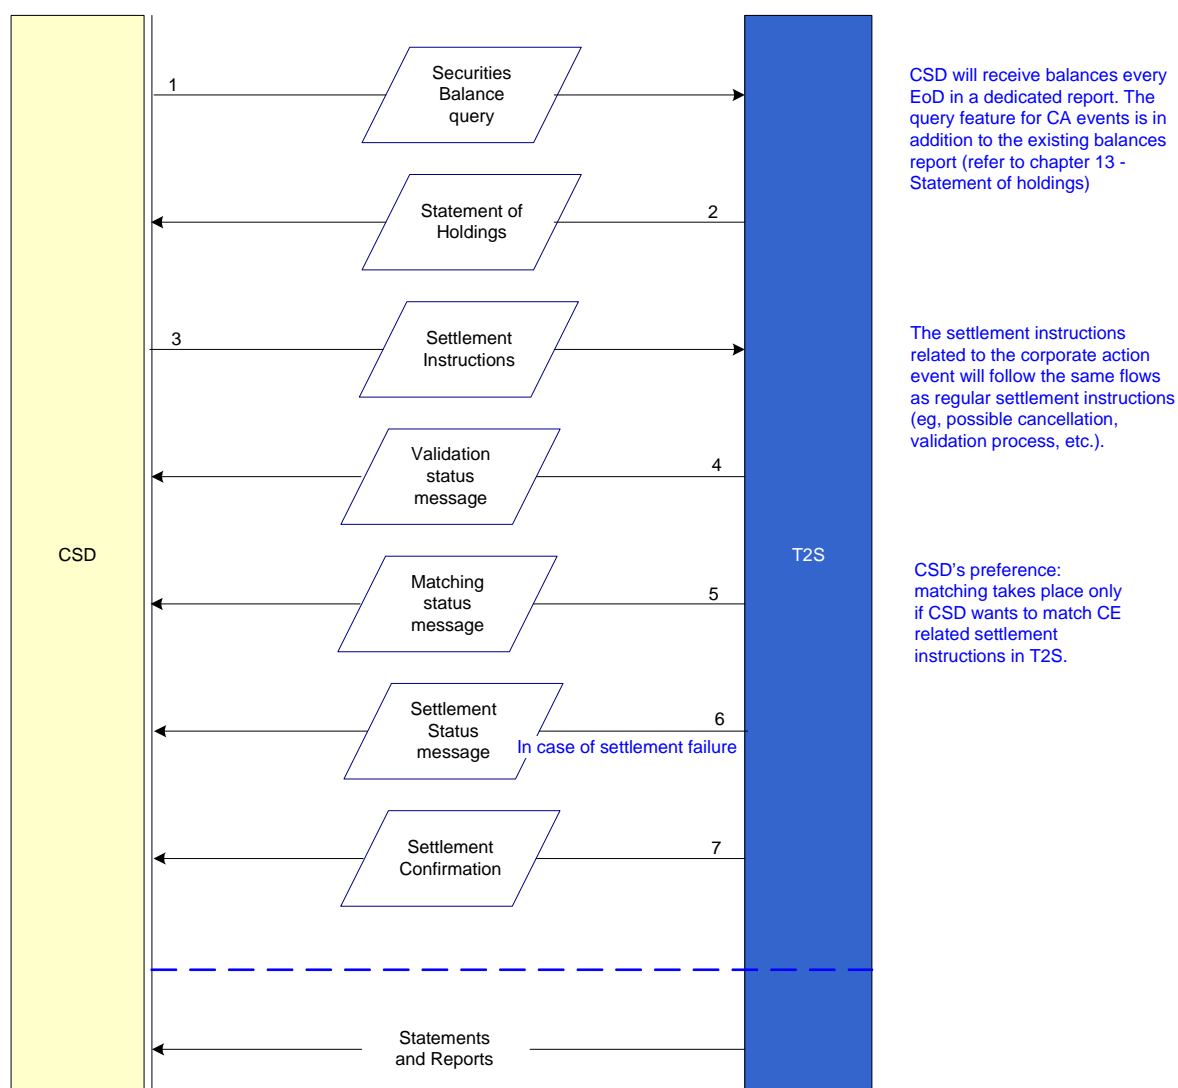 1
Securities
Balance
query
CSD will receive balances every
EoD in a dedicated report. The
query feature for CA events is in
addition to the existing balances
report (refer to chapter 13 -
Statement of holdings)
Statement of
Holdings
2
3
Settlement
Instructions
The settlement instructions
related to the corporate action
event will follow the same flows
as regular settlement instructions
(eg, possible cancellation,
validation process, etc.).
Validation
status
message
4
CSD
T2S
Matching
status
message
5
CSD’s preference:
matching takes place only
if CSD wants to match CE
related settlement
instructions in T2S.
Settlement
Status
message
6
In case of settlement failure
Settlement
Confirmation
7
Statements
and Reports